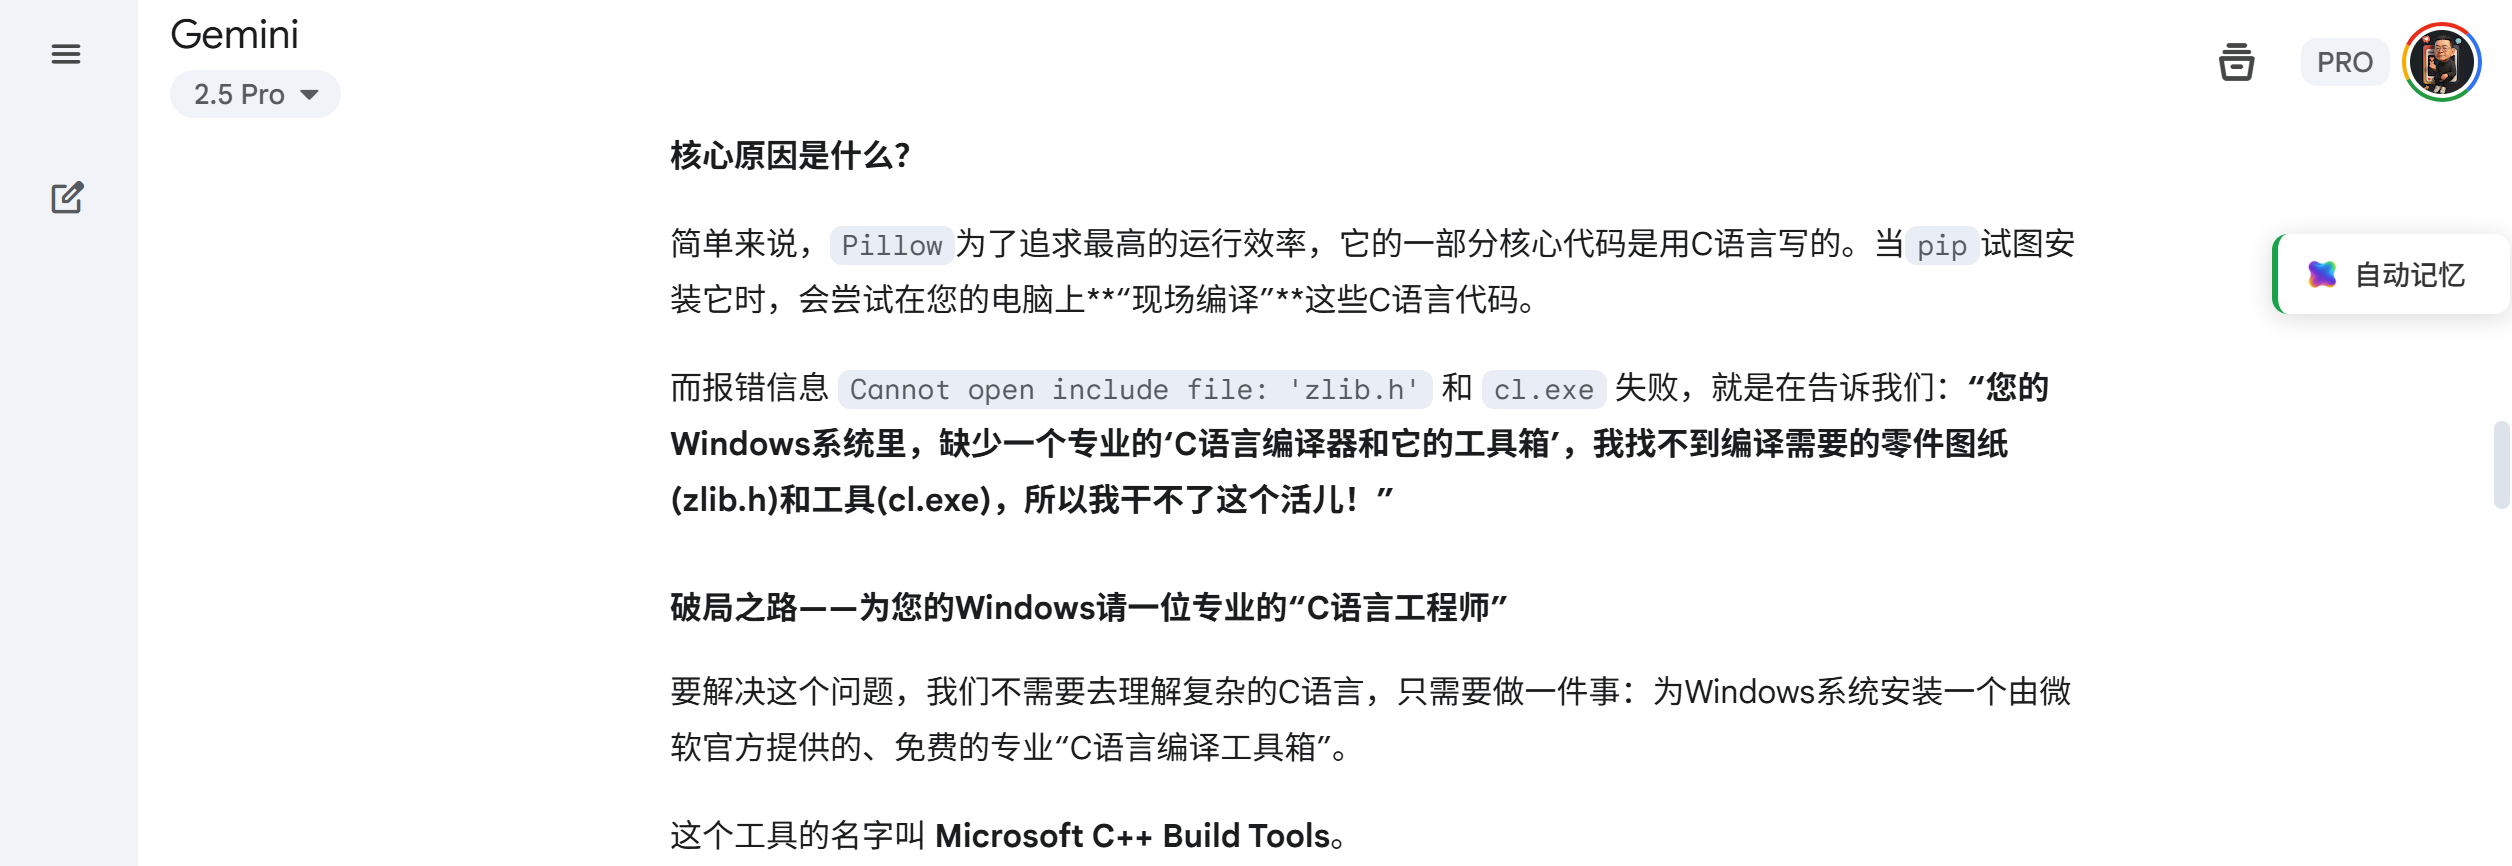 Gemini
2.5 Pro
PRO
核心原因是什么？
简单来说，Pillow为了追求最高的运行效率，它的一部分核心代码是用C语言写的。当pip试图安
装它时，会尝试在您的电脑上**“现场编译”**这些C语言代码。
自动记忆
而报错信息 Cannot open include file: 'zlib.h' 和 cl.exe 失败，就是在告诉我们：“您的
Windows系统里，缺少一个专业的‘C语言编译器和它的工具箱’，我找不到编译需要的零件图纸
(zlib.h)和工具(cl.exe)，所以我干不了这个活儿！”
破局之路——为您的Windows请一位专业的“C语言工程师”
要解决这个问题，我们不需要去理解复杂的C语言，只需要做一件事：为Windows系统安装一个由微
软官方提供的、免费的专业“C语言编译工具箱”。
这个工具的名字叫 Microsoft C++ Build Tools。